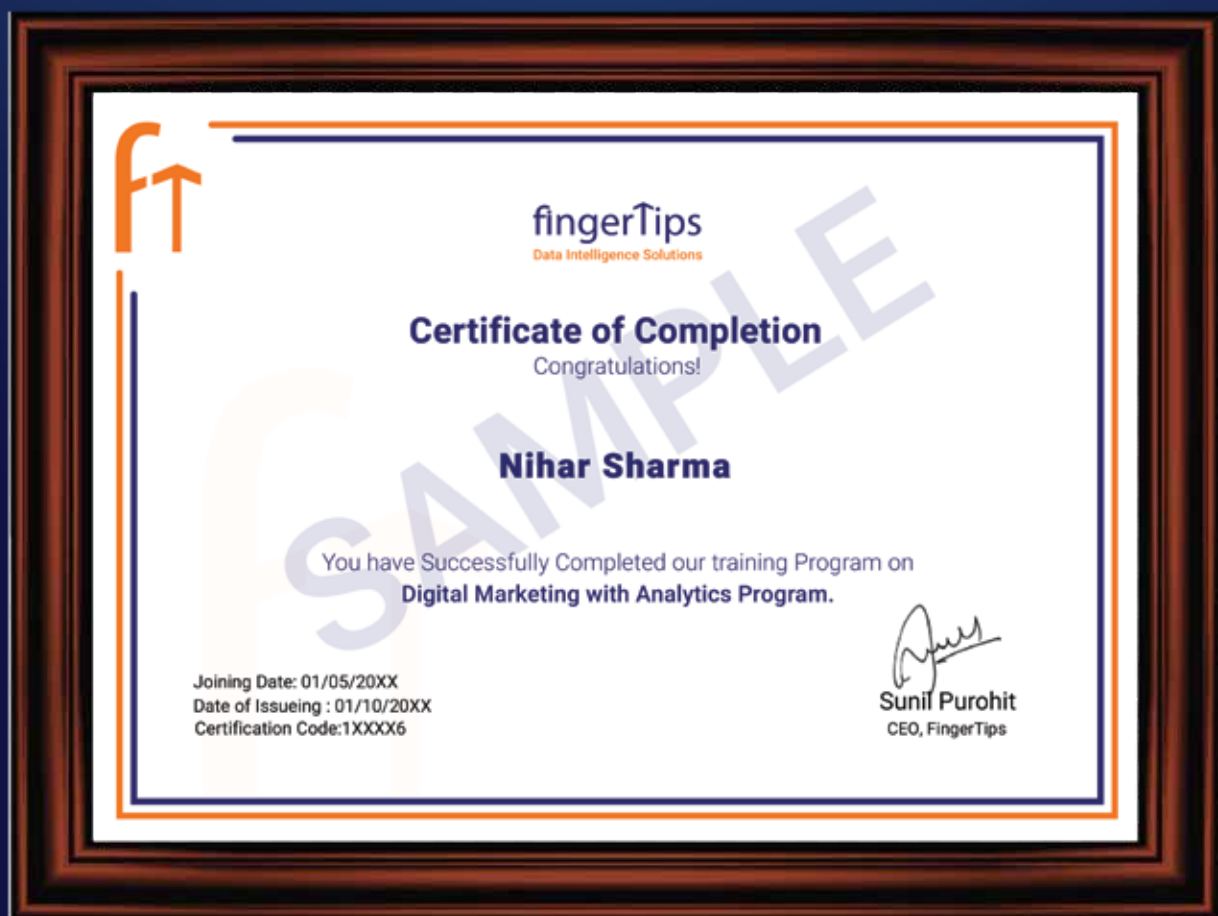 fingerTips
Data Intelligence Solutions
Certificate of Completion
Congratulations!
Nihar Sharma
You have Successfully Completed our training Program on
Digital Marketing with Analytics Program.
SAMPLE
Joining Date: 01/05/20XX
Date of Issueing : 01/10/20XX
Certification Code:1XXXX6
Sunil Purohit
CEO, FingerTips